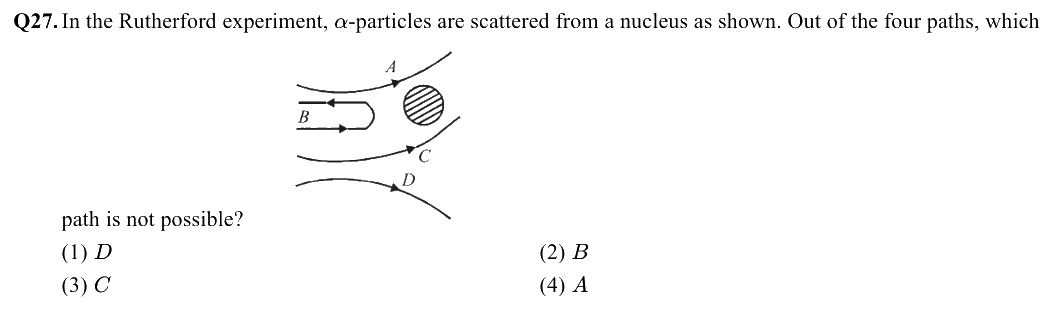 Q27. In the Rutherford experiment, α-particles are scattered from a nucleus as shown. Out of the four paths, which
A
B
C
D
path is not possible?
(1) D (2) B
(3) C (4) A